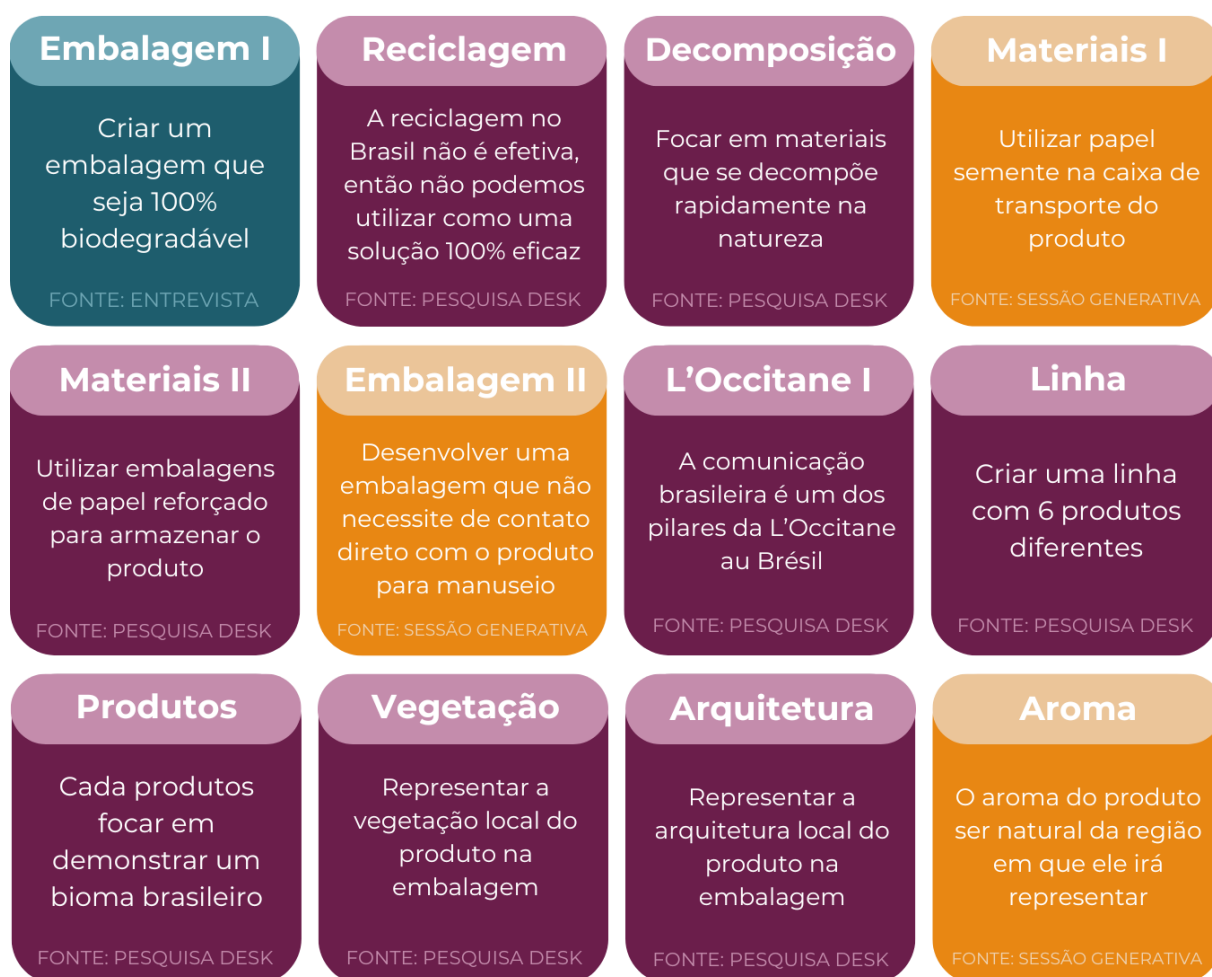 Embalagem I
Criar um
embalagem que
seja 100%
biodegradável
FONTE: ENTREVISTA
Reciclagem
A reciclagem no
Brasil não é efetiva,
então não podemos
utilizar como uma
solução 100% eficaz
FONTE: PESQUISA DESK
Decomposição
Focar em materiais
que se decompõe
rapidamente na
natureza
FONTE: PESQUISA DESK
Materiais I
Utilizar papel
semente na caixa de
transporte do
produto
FONTE: SESSÃO GENERATIVA
Materiais II
Utilizar embalagens
de papel reforçado
para armazenar o
produto
FONTE: PESQUISA DESK
Embalagem II
Desenvolver uma
embalagem que não
necessite de contato
direto com o produto
para manuseio
FONTE: SESSÃO GENERATIVA
L’Occitane I
A comunicação
brasileira é um dos
pilares da L’Occitane
au Brésil
FONTE: PESQUISA DESK
Linha
Criar uma linha
com 6 produtos
diferentes
FONTE: PESQUISA DESK
Produtos
Cada produtos
focar em
demonstrar um
bioma brasileiro
FONTE: PESQUISA DESK
Vegetação
Representar a
vegetação local do
produto na
embalagem
FONTE: PESQUISA DESK
Arquitetura
Representar a
arquitetura local do
produto na
embalagem
FONTE: PESQUISA DESK
Aroma
O aroma do produto
ser natural da região
em que ele irá
representar
FONTE: SESSÃO GENERATIVA